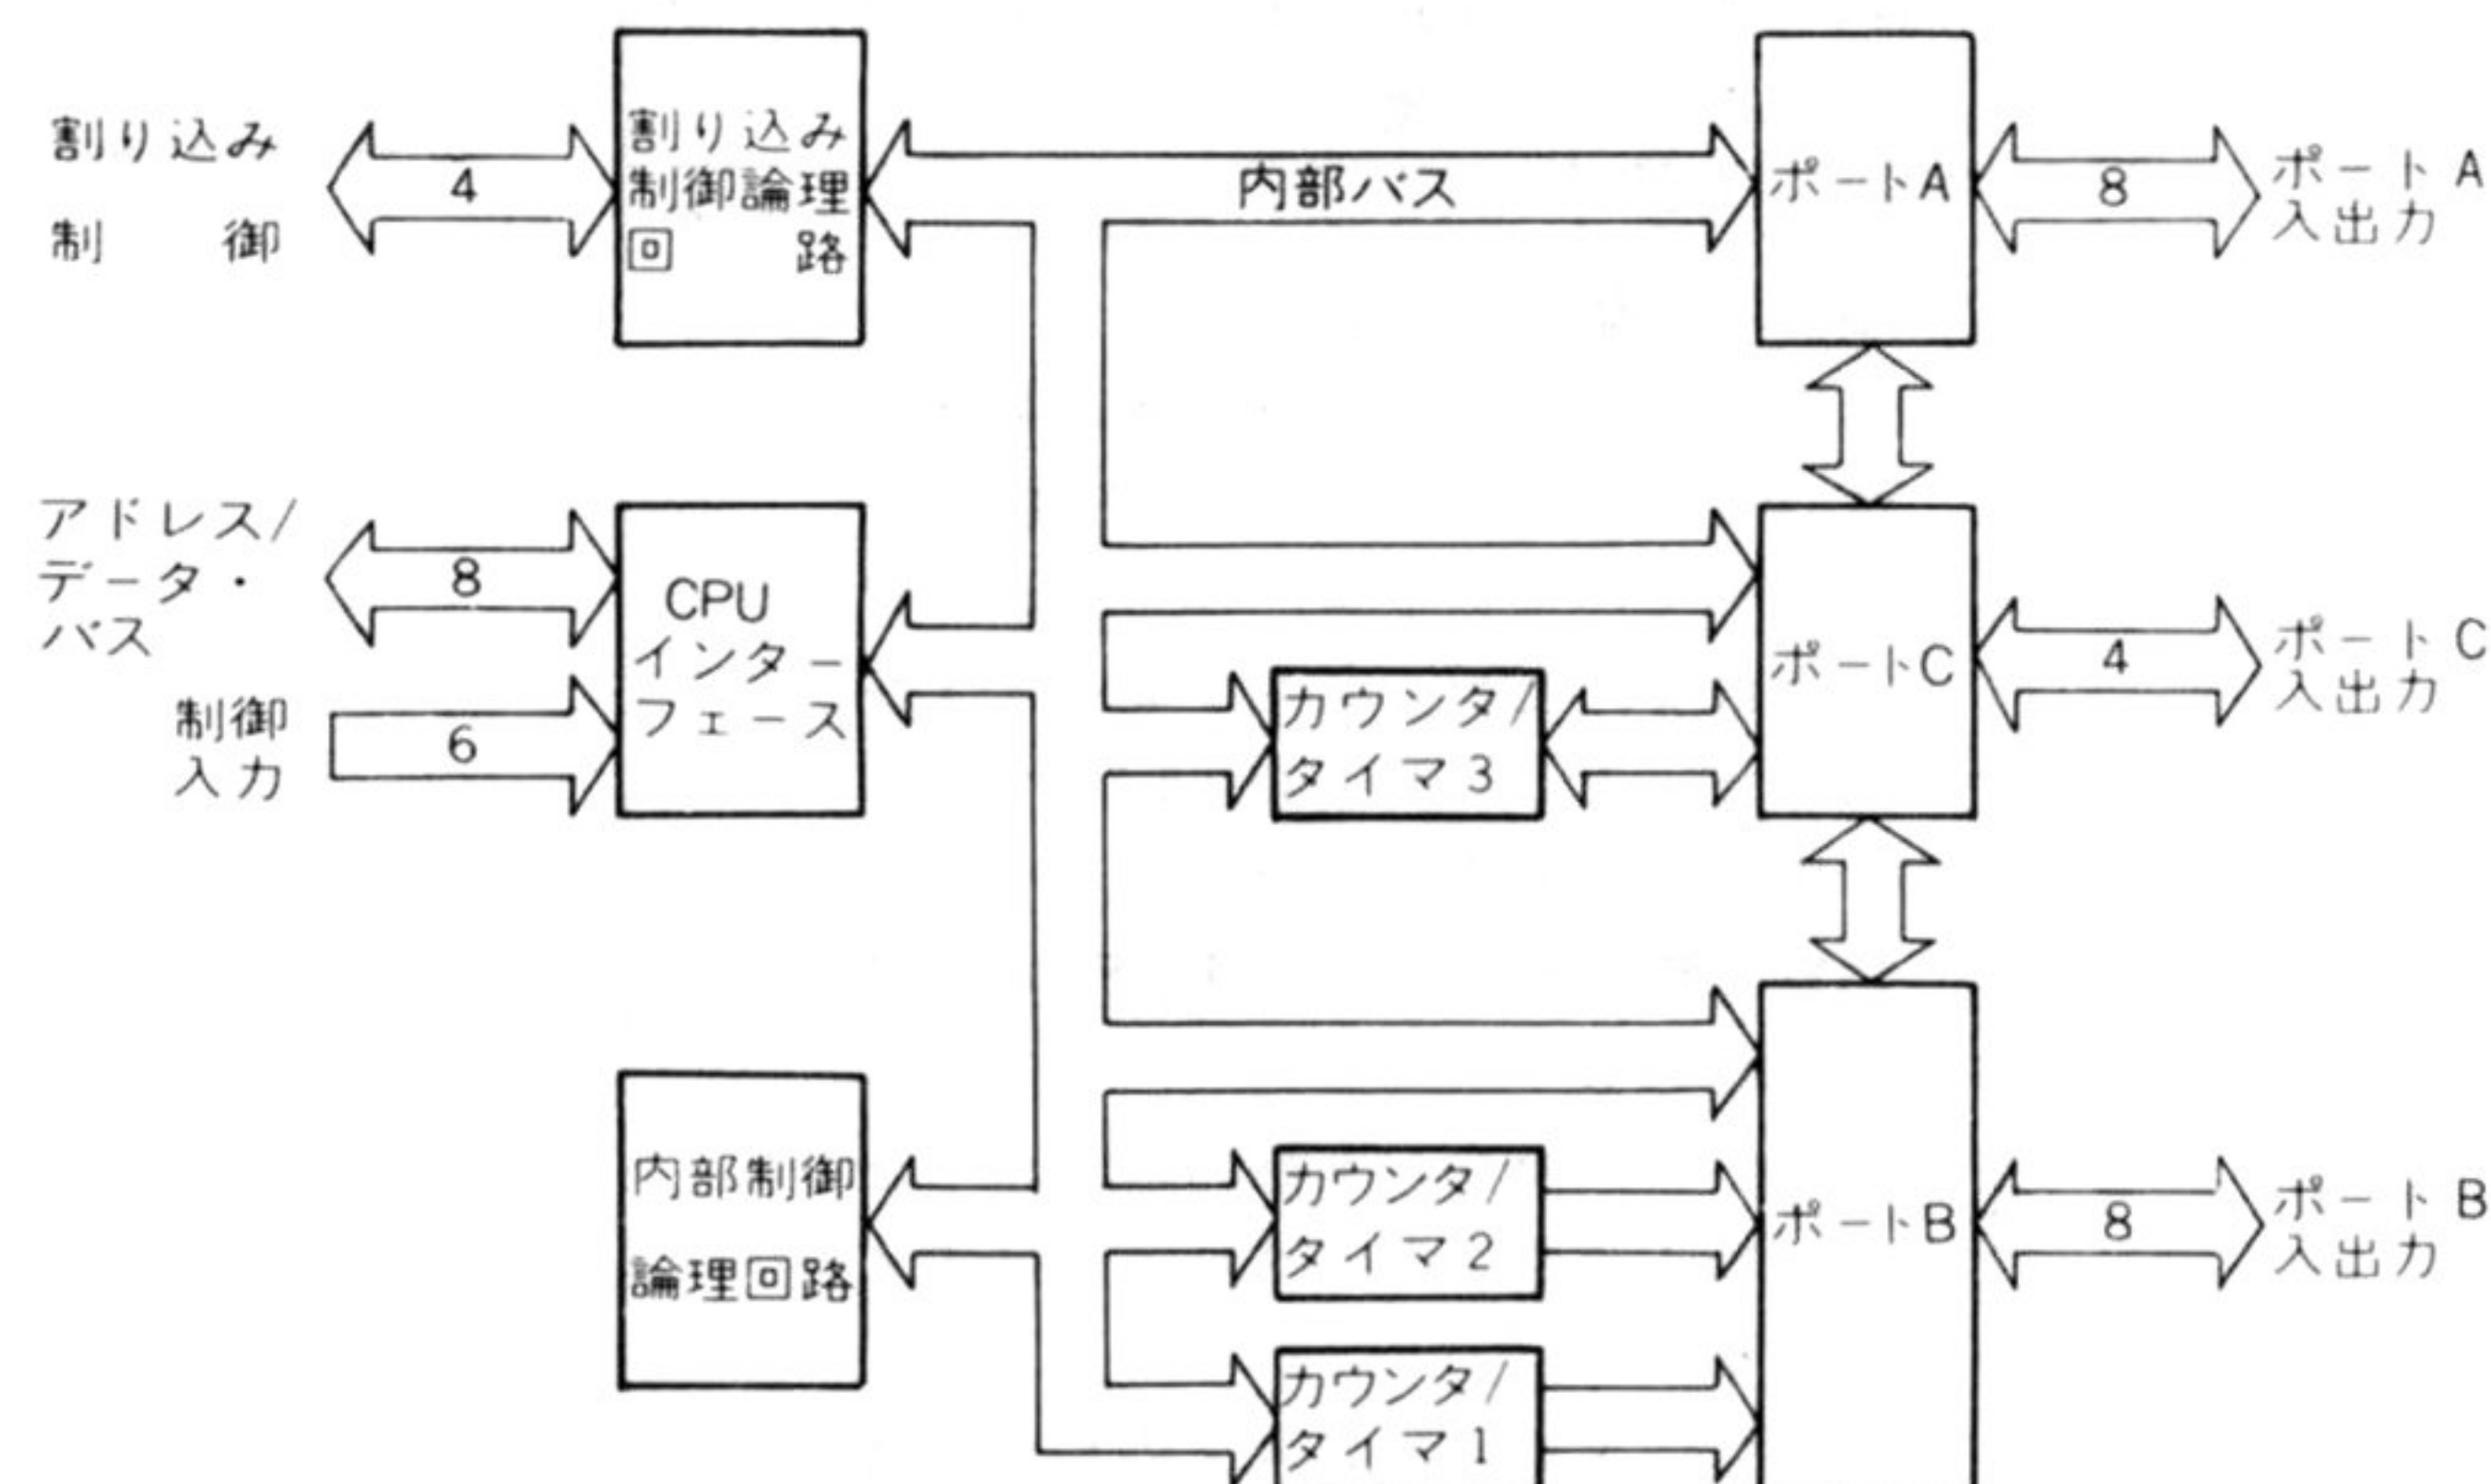 割り込み
制御
4
割り込み
制御論理
回路
内部バス
ポートA
8
ポートA
入出力
アドレス/
データ・
バス
8
制御
入力
6
CPU
インター
フェース
カウンタ/
タイマ3
ポートC
4
ポートC
入出力
内部制御
論理回路
カウンタ/
タイマ2
カウンタ/
タイマ1
ポートB
8
ポートB
入出力